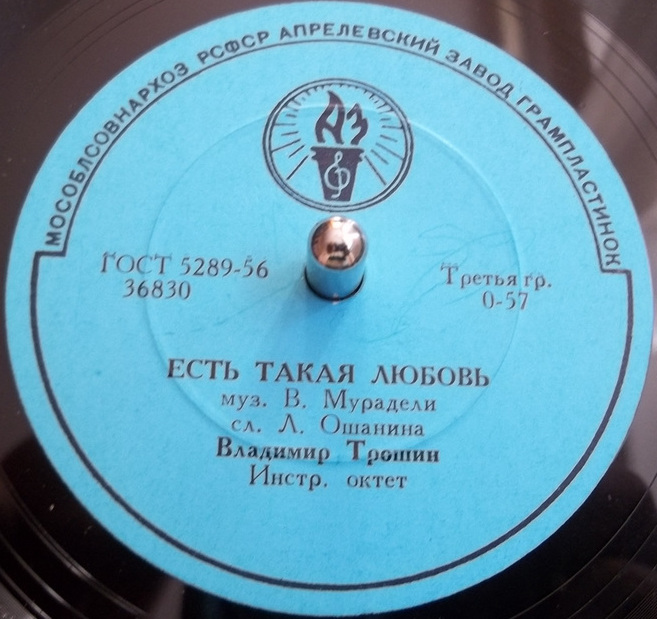 МОСОБЛСОВНАРХОЗ РСФСР АПРЕЛЕВСКИЙ ЗАВОД ГРАМПЛАСТИНОК
АЗ
ГОСТ 5289-56
36830
Третья гр.
0-57
ЕСТЬ ТАКАЯ ЛЮБОВЬ
муз. В. Мурадели
сл. Л. Ошанина
Владимир Трошин
Инстр. октет